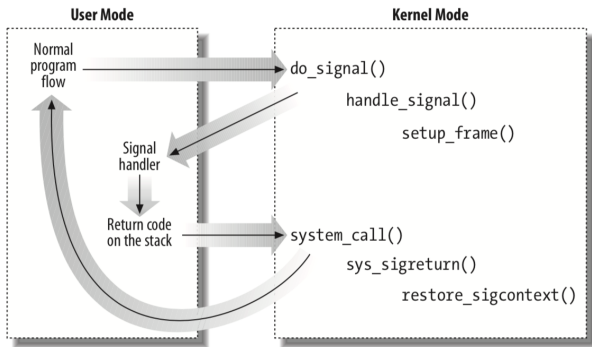 User Mode
Kernel Mode
Normal
program
flow
do_signal()
handle_signal()
setup_frame()
Signal
handler
Return code
on the stack
system_call()
sys_sigreturn()
restore_sigcontext()